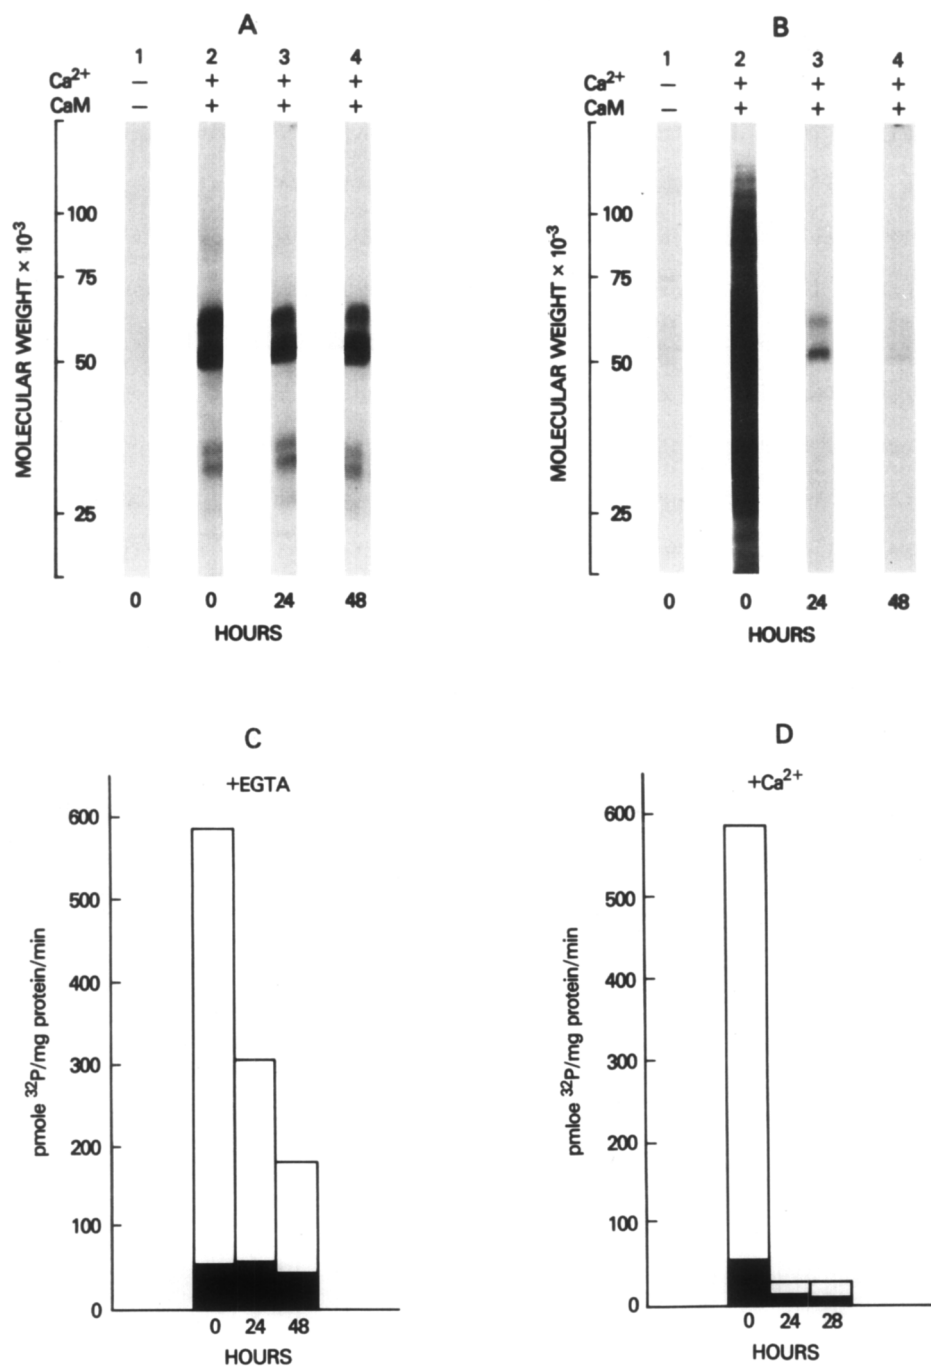 A
1 2 3 4
Ca2+ − + + +
CaM − + + +
MOLECULAR WEIGHT × 10-3
100
75
50
25
0 0 24 48
HOURS
B
1 2 3 4
Ca2+ − + + +
CaM − + + +
MOLECULAR WEIGHT × 10-3
100
75
50
25
0 0 24 48
HOURS
C
+EGTA
pmole 32P/mg protein/min
600
500
400
300
200
100
0
0 24 48
HOURS
D
+Ca2+
pmloe 32P/mg protein/min
600
500
400
300
200
100
0
0 24 28
HOURS